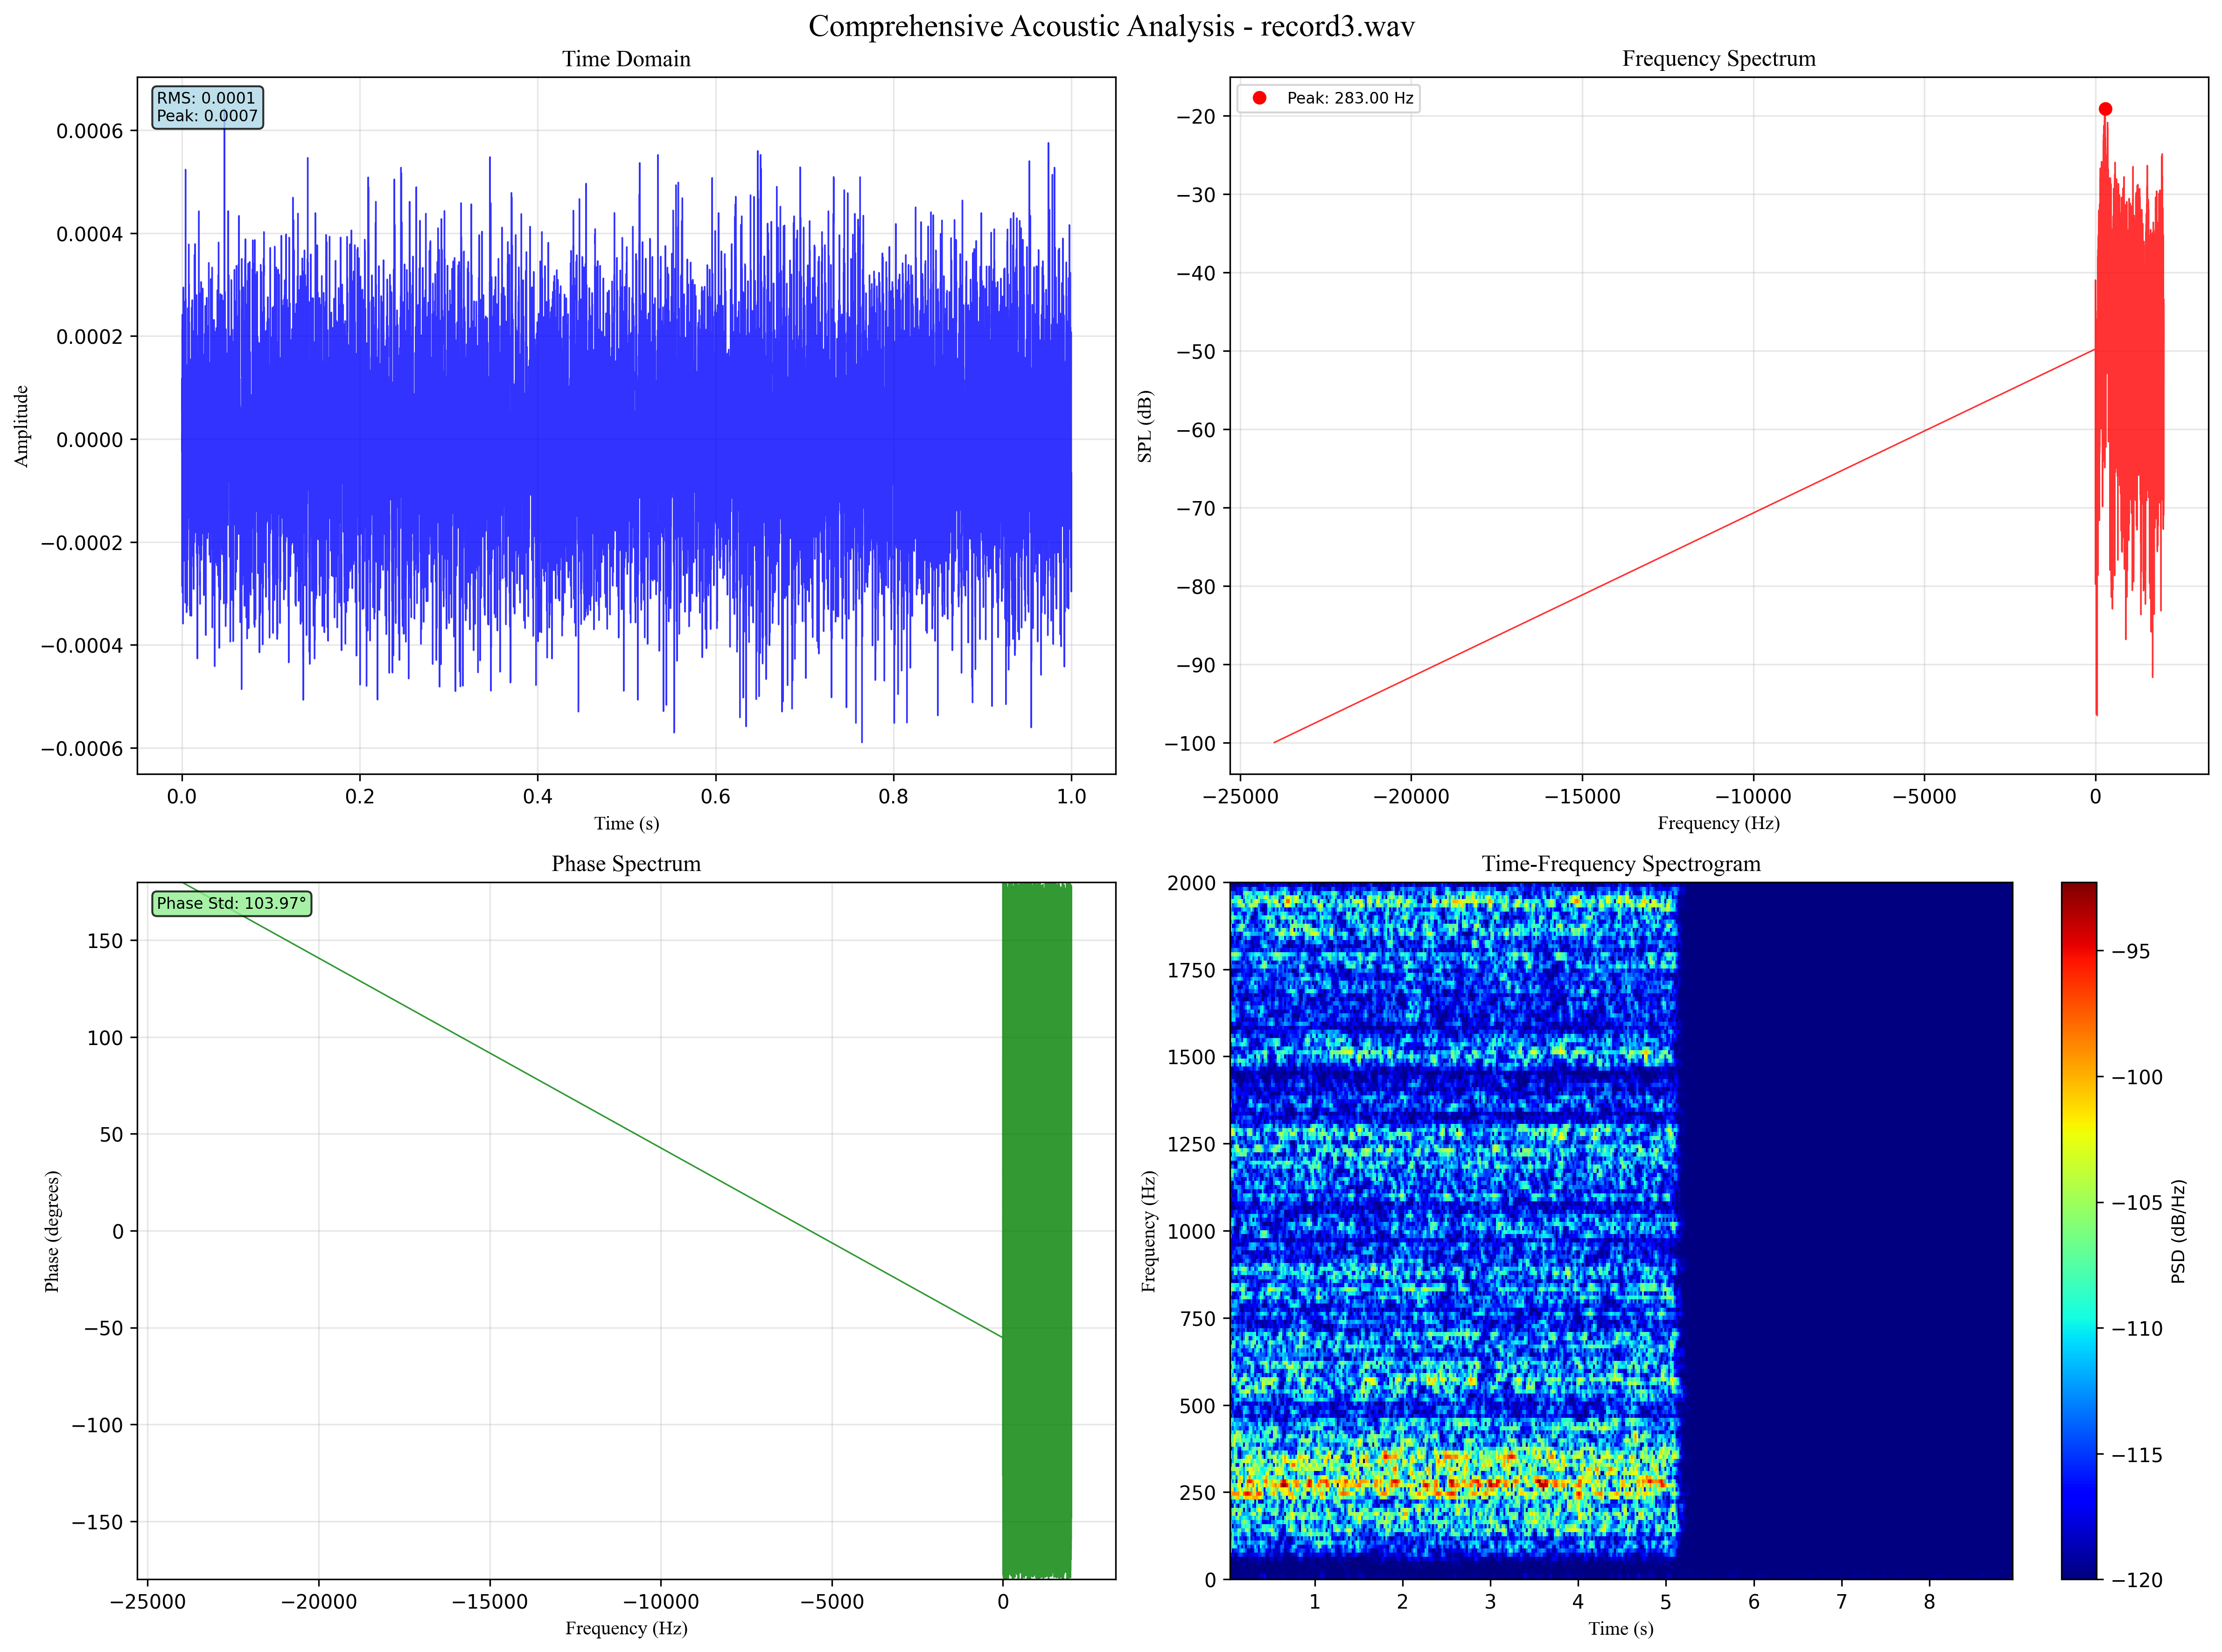 Comprehensive Acoustic Analysis - record3.wav
Time Domain
RMS: 0.0001
Peak: 0.0007
0.0006
0.0004
0.0002
0.0000
−0.0002
−0.0004
−0.0006
Amplitude
0.0 0.2 0.4 0.6 0.8 1.0
Time (s)
Frequency Spectrum
Peak: 283.00 Hz
−20
−30
−40
−50
−60
−70
−80
−90
−100
SPL (dB)
−25000 −20000 −15000 −10000 −5000 0
Frequency (Hz)
Phase Spectrum
Phase Std: 103.97°
150
100
50
0
−50
−100
−150
Phase (degrees)
−25000 −20000 −15000 −10000 −5000 0
Frequency (Hz)
Time-Frequency Spectrogram
2000
1750
1500
1250
1000
750
500
250
0
Frequency (Hz)
1 2 3 4 5 6 7 8
Time (s)
−95
−100
−105
−110
−115
−120
PSD (dB/Hz)